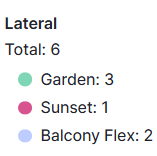 Lateral
Total: 6
Garden: 3
Sunset: 1
Balcony Flex: 2